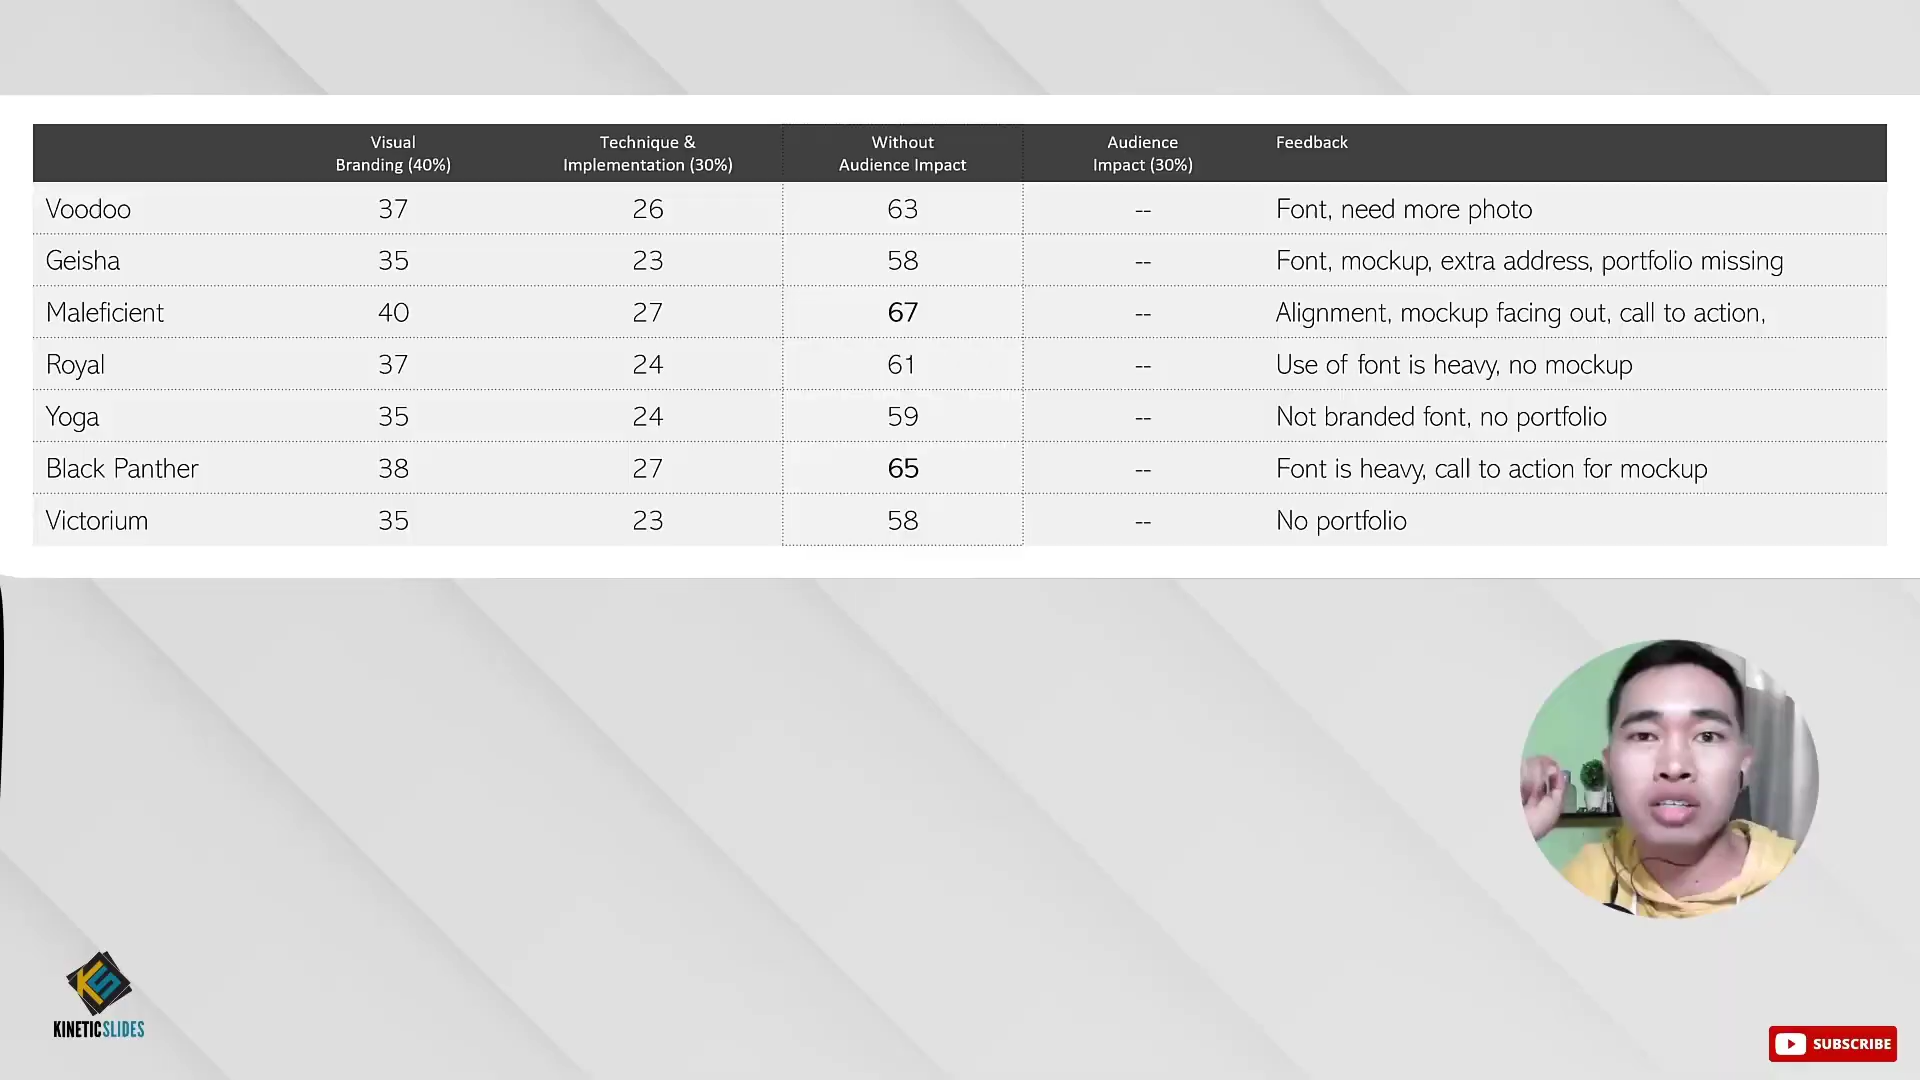 Visual Branding (40%) Technique & Implementation (30%) Without Audience Impact Audience Impact (30%) Feedback
Voodoo 37 26 63 -- Font, need more photo
Geisha 35 23 58 -- Font, mockup, extra address, portfolio missing
Maleficient 40 27 67 -- Alignment, mockup facing out, call to action,
Royal 37 24 61 -- Use of font is heavy, no mockup
Yoga 35 24 59 -- Not branded font, no portfolio
Black Panther 38 27 65 -- Font is heavy, call to action for mockup
Victorium 35 23 58 -- No portfolio
KS
KINETICSLIDES
SUBSCRIBE